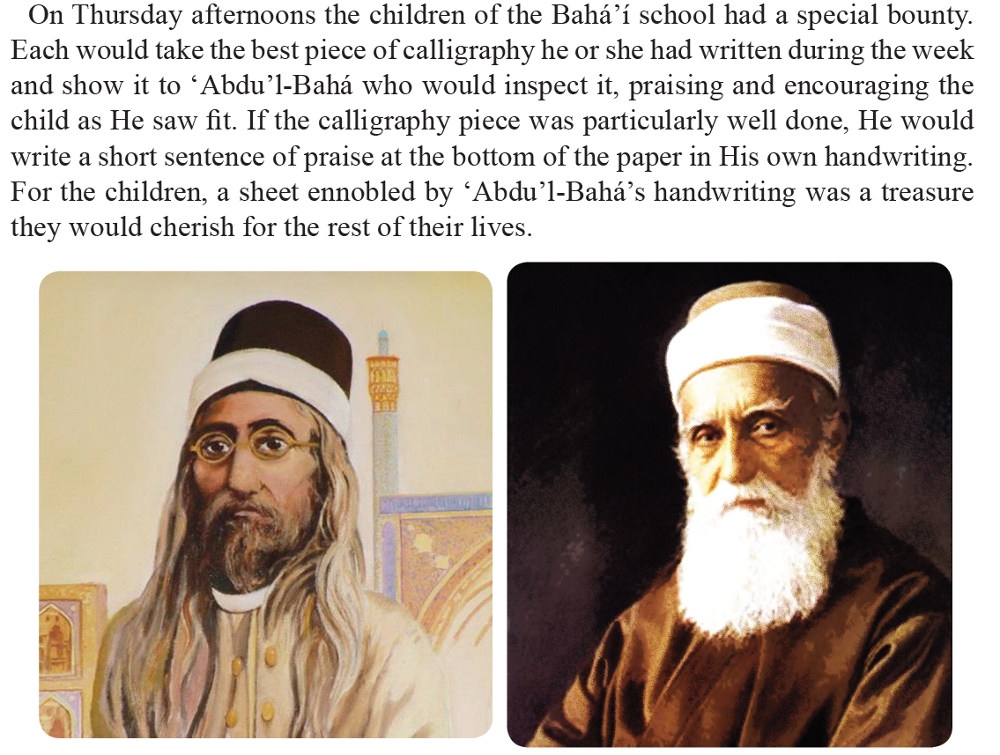 On Thursday afternoons the children of the Bahá’í school had a special bounty.
Each would take the best piece of calligraphy he or she had written during the week
and show it to ‘Abdu’l-Bahá who would inspect it, praising and encouraging the
child as He saw fit. If the calligraphy piece was particularly well done, He would
write a short sentence of praise at the bottom of the paper in His own handwriting.
For the children, a sheet ennobled by ‘Abdu’l-Bahá’s handwriting was a treasure
they would cherish for the rest of their lives.